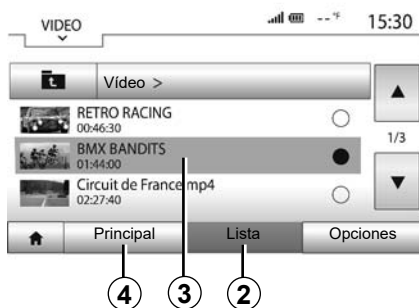 VIDEO
--°F 15:30
Vídeo >
RETRO RACING
00:46:30
BMX BANDITS
01:44:00
1/3
Circuit de France.mp4
02:27:40
Principal Lista Opciones
4 3 2